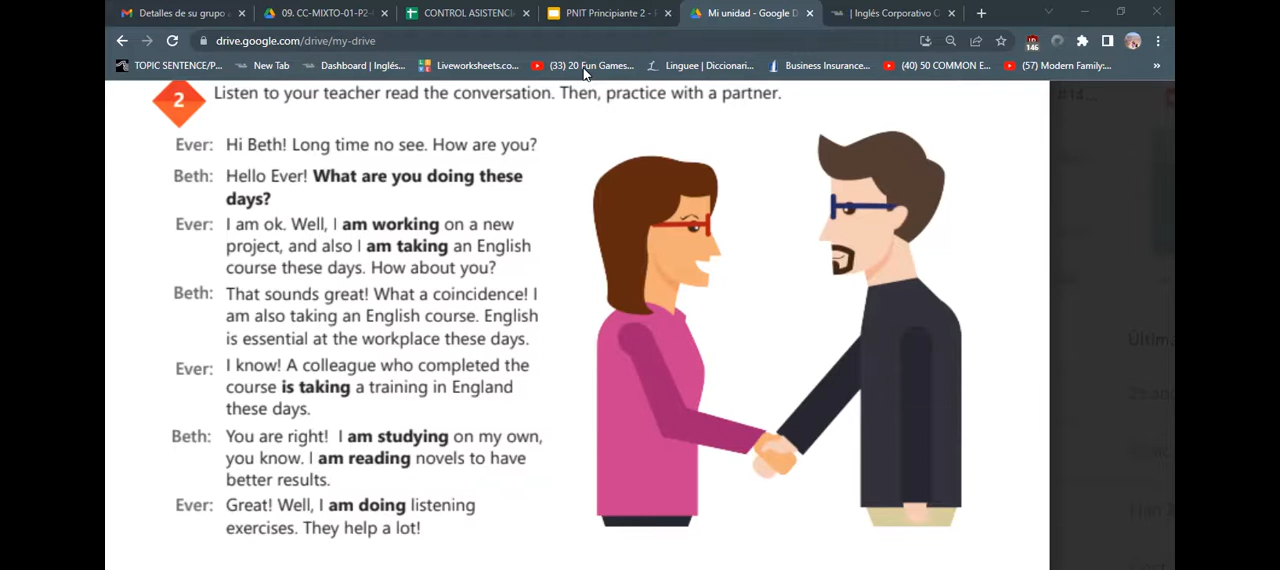 Detalles de su grupo
09. CC-MIXTO-01-P2-
CONTROL ASISTENCI
PNIT Principiante 2 -
Mi unidad - Google D
| Inglés Corporativo C
drive.google.com/drive/my-drive
146
TOPIC SENTENCE/P...
New Tab
Dashboard | Inglés...
Liveworksheets.co...
(33) 20 Fun Games...
Linguee | Diccionari...
Business Insurance...
(40) 50 COMMON E...
(57) Modern Family:...
»
2
Listen to your teacher read the conversation. Then, practice with a partner.
Ever: Hi Beth! Long time no see. How are you?
Beth: Hello Ever! What are you doing these
days?
Ever: I am ok. Well, I am working on a new
project, and also I am taking an English
course these days. How about you?
Beth: That sounds great! What a coincidence! I
am also taking an English course. English
is essential at the workplace these days.
Ever: I know! A colleague who completed the
course is taking a training in England
these days.
Beth: You are right! I am studying on my own,
you know. I am reading novels to have
better results.
Ever: Great! Well, I am doing listening
exercises. They help a lot!
#14...